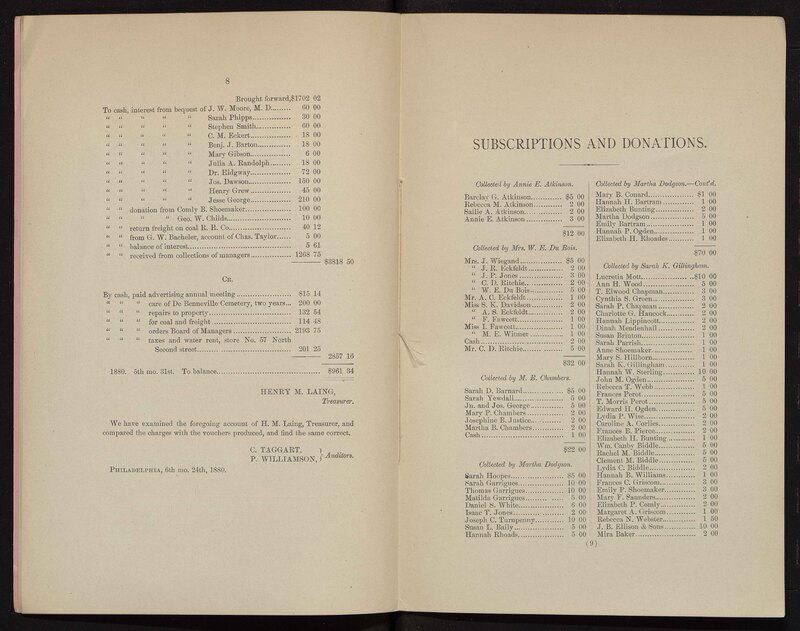 8
Brought forward,$1702 02
To cash, interest from bequest of J. W. Moore, M. D......... 60 00
“ “ “ “ “ Sarah Phipps............... 30 00
“ “ “ “ “ Stephen Smith............. 60 00
“ “ “ “ “ C. M. Eckert................ 18 00
“ “ “ “ “ Benj. J. Barton............. 18 00
“ “ “ “ “ Mary Gibson................ 6 00
“ “ “ “ “ Julia A. Randolph......... 18 00
“ “ “ “ “ Dr. Ridgway................ 72 00
“ “ “ “ “ Jos. Dawson................. 150 00
“ “ “ “ “ Henry Grew................. 45 00
“ “ “ “ “ Jesse George................ 210 00
“ “ donation from Comly B. Shoemaker............... 100 00
“ “ “ “ Geo. W. Childs..................... 10 00
“ “ return freight on coal R. R. Co..................... 40 12
“ “ from G. W. Bacheler, account of Chas. Taylor...... 5 00
“ “ balance of interest.................................. 5 61
“ “ received from collections of managers............. 1268 75
$3818 50
CR.
By cash, paid advertising annual meeting.................. $15 14
“ “ “ care of De Benneville Cemetery, two years... 200 00
“ “ “ repairs to property.......................... 132 54
“ “ “ for coal and freight.......................... 114 48
“ “ “ orders Board of Managers................... 2193 75
“ “ “ taxes and water rent, store No. 57 North
Second street................................ 201 25
2857 16
1880. 5th mo. 31st. To balance.................................. $961 34
HENRY M. LAING,
Treasurer.
We have examined the foregoing account of H. M. Laing, Treasurer, and
compared the charges with the vouchers produced, and find the same correct.
C. TAGGART,
P. WILLIAMSON, } Auditors.
PHILADELPHIA, 6th mo. 24th, 1880.
SUBSCRIPTIONS AND DONATIONS.
Collected by Annie E. Atkinson.
Barclay G. Atkinson............ $5 00
Rebecca M. Atkinson............ 2 00
Sallie A. Atkinson............... 2 00
Annie E. Atkinson............... 3 00
$12 00
Collected by Mrs. W. E. Du Bois.
Mrs. J. Wiegand.................. $5 00
“ J. R. Eckfeldt............... 2 00
“ J. P. Jones.................. 3 00
“ C. D. Ritchie............... 2 00
“ W. E. Du Bois............... 5 00
Mr. A. C. Eckfeldt............... 1 00
Miss S. K. Davidson............ 2 00
“ A. S. Eckfeldt............... 2 00
“ F. Fawcett.................. 1 00
Miss I. Fawcett.................. 1 00
“ M. E. Witmer............... 1 00
Cash............................ 2 00
Mr. C. D. Ritchie............... 5 00
$32 00
Collected by M. B. Chambers.
Sarah D. Barnard............... $5 00
Sarah Yewdall.................. 5 00
Jn. and Jos. George............ 5 00
Mary P. Chambers............... 2 00
Josephine B. Justice............ 2 00
Martha B. Chambers............ 2 00
Cash............................ 1 00
$22 00
Collected by Martha Dodgson.
Sarah Hoopes.................. $5 00
Sarah Garrigues............... 10 00
Thomas Garrigues............... 10 00
Matilda Garrigues............... 5 00
Daniel S. White.................. 6 00
Isaac T. Jones.................. 2 00
Joseph C. Turnpenny............ 10 00
Susan L. Baily.................. 5 00
Hannah Rhoads.................. 5 00
Collected by Martha Dodgson.—Cont'd.
Mary B. Conard.................. $1 00
Hannah H. Bartram............ 1 00
Elizabeth Bunting............... 2 00
Martha Dodgson............... 5 00
Emily Bartram.................. 1 00
Hannah P. Ogden............... 1 00
Elizabeth H. Rhoades............ 1 00
$70 00
Collected by Sarah K. Gillingham.
Lucretia Mott.................. $10 00
Ann H. Wood.................. 5 00
T. Elwood Chapman............ 3 00
Cynthia S. Green............... 3 00
Sarah P. Chapman............... 2 00
Charlotte G. Hancock............ 2 00
Hannah Lippincott............... 2 00
Dinah Mendenhall............... 2 00
Susan Brinton.................. 1 00
Sarah Parrish.................. 1 00
Anne Shoemaker............... 1 00
Mary S. Hillborn............... 1 00
Sarah K. Gillingham............ 1 00
Hannah W. Sterling............ 10 00
John M. Ogden.................. 5 00
Rebecca T. Webb............... 1 00
Frances Perot.................. 5 00
T. Morris Perot.................. 5 00
Edward H. Ogden............... 5 00
Lydia P. Wise.................. 2 00
Caroline A. Corlies............... 2 00
Frances B. Pierce............... 2 00
Elizabeth H. Bunting............ 1 00
Wm. Canby Biddle............... 5 00
Rachel M. Biddle............... 5 00
Clement M. Biddle............... 5 00
Lydia C. Biddle.................. 2 00
Hannah B. Williams............ 1 00
Frances C. Griscom............... 3 00
Emily P. Shoemaker............ 3 00
Mary F. Saunders............... 2 00
Elizabeth P. Comly............... 2 00
Margaret A. Griscom............ 1 00
Rebecca N. Webster............ 1 50
J. B. Ellison & Sons............ 10 00
Mira Baker..................... 2 00
(9)